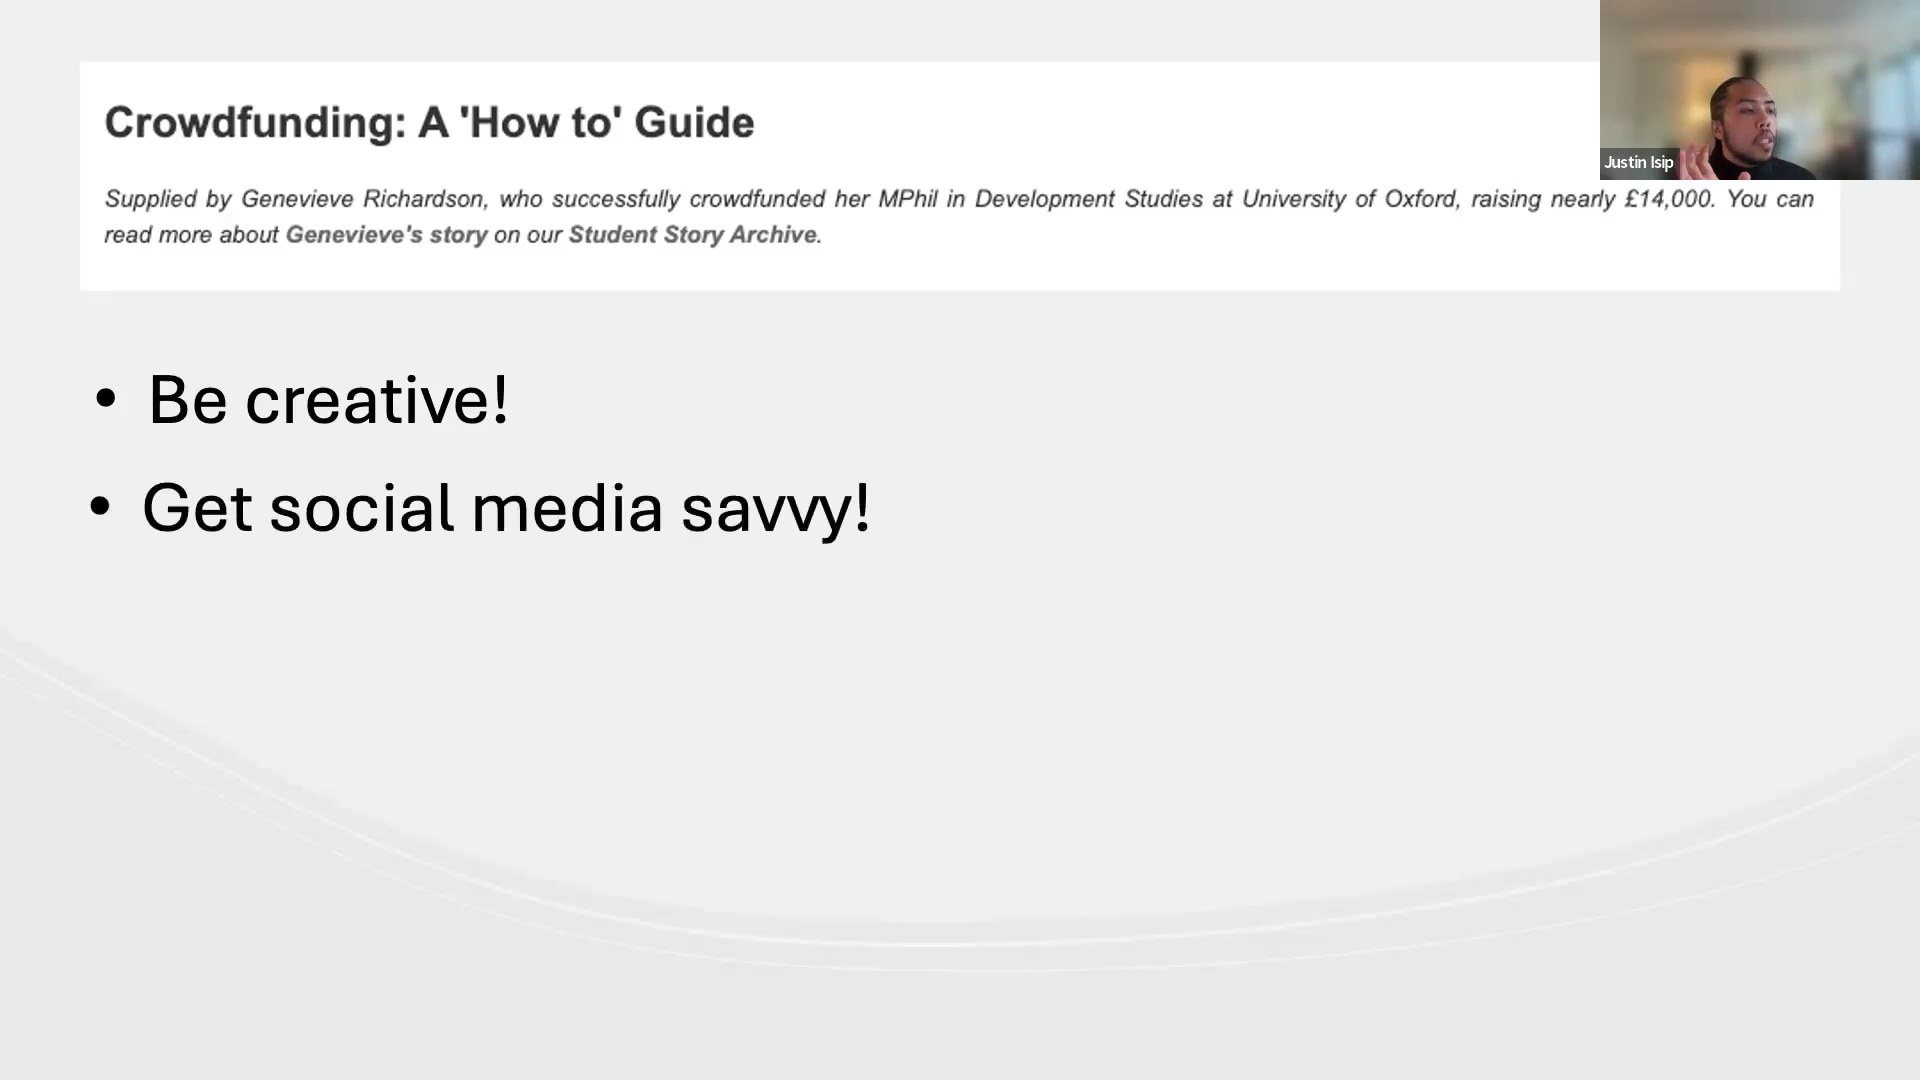 Crowdfunding: A 'How to' Guide
Justin Isip
Supplied by Genevieve Richardson, who successfully crowdfunded her MPhil in Development Studies at University of Oxford, raising nearly £14,000. You can
read more about Genevieve's story on our Student Story Archive.
• Be creative!
• Get social media savvy!